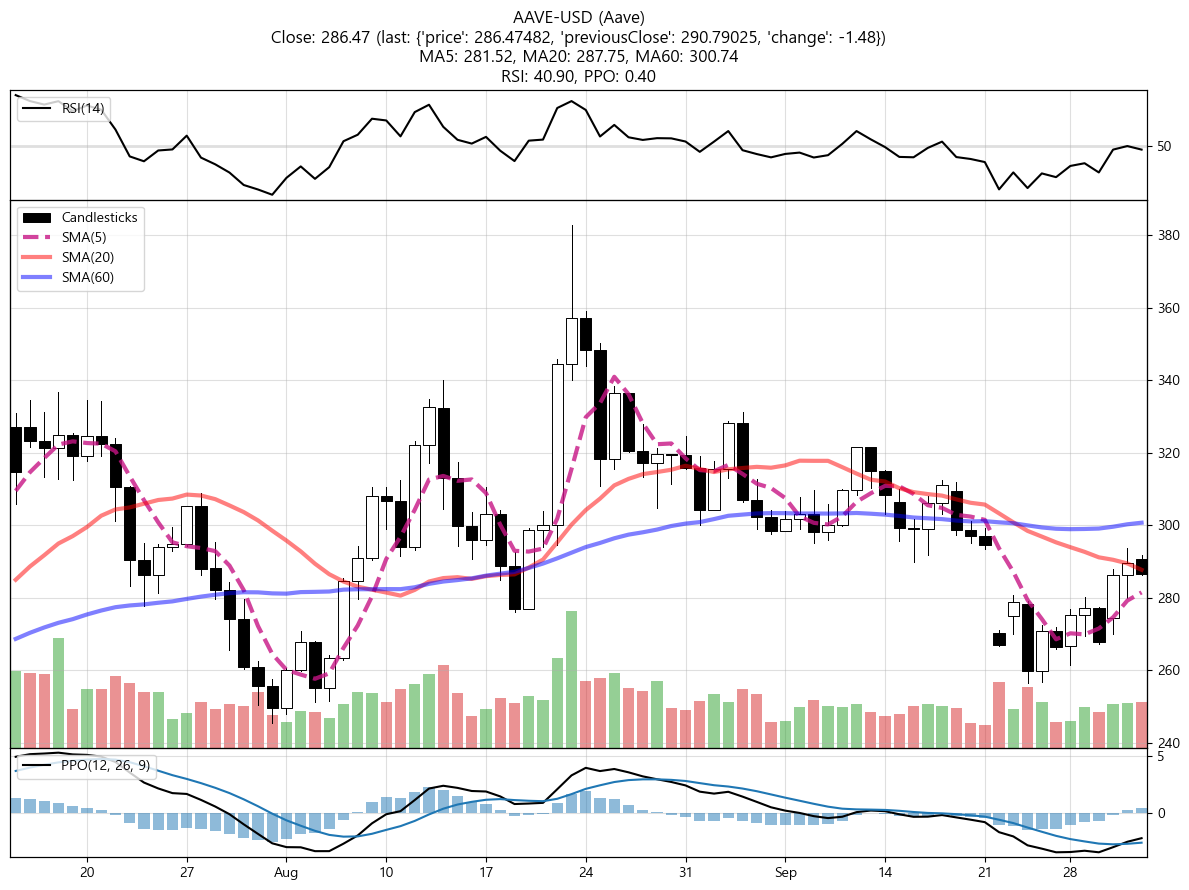 AAVE-USD (Aave)
Close: 286.47 (last: {'price': 286.47482, 'previousClose': 290.79025, 'change': -1.48})
MA5: 281.52, MA20: 287.75, MA60: 300.74
RSI: 40.90, PPO: 0.40
RSI(14)
50
Candlesticks
SMA(5)
SMA(20)
SMA(60)
380
360
340
320
300
280
260
240
PPO(12, 26, 9)
5
0
20 27 Aug 10 17 24 31 Sep 14 21 28